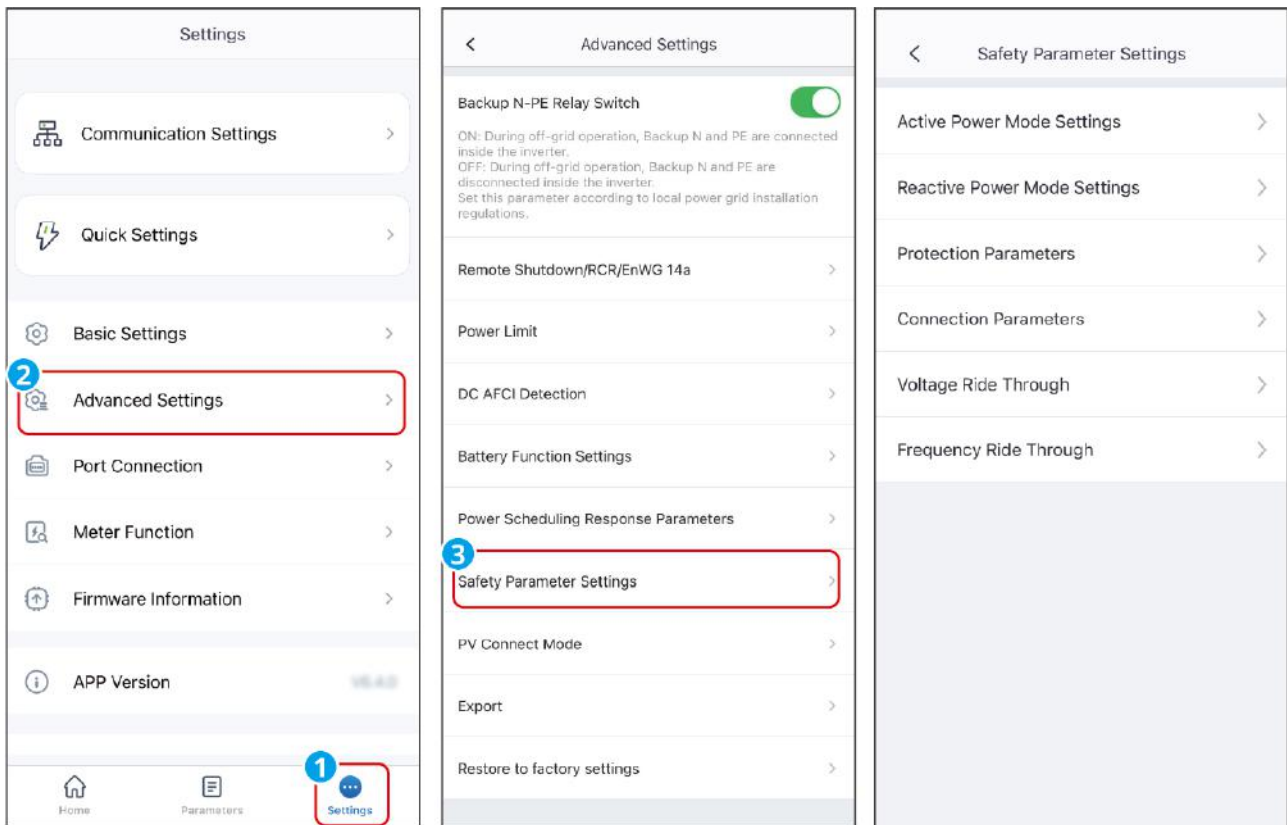 Settings
Communication Settings
Quick Settings
Basic Settings
2
Advanced Settings
Port Connection
Meter Function
Firmware Information
APP Version
1
Home
Parameters
Settings
Advanced Settings
Backup N-PE Relay Switch
ON: During off-grid operation, Backup N and PE are connected
inside the inverter.
OFF: During off-grid operation, Backup N and PE are
disconnected inside the inverter.
Set this parameter according to local power grid installation
regulations.
Remote Shutdown/RCR/EnWG 14a
Power Limit
DC AFCI Detection
Battery Function Settings
Power Scheduling Response Parameters
3
Safety Parameter Settings
PV Connect Mode
Export
Restore to factory settings
Safety Parameter Settings
Active Power Mode Settings
Reactive Power Mode Settings
Protection Parameters
Connection Parameters
Voltage Ride Through
Frequency Ride Through